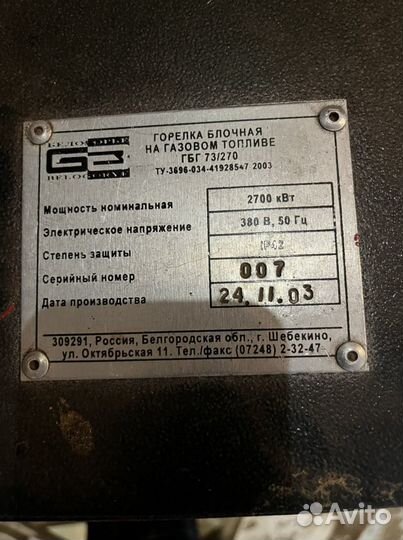 БЕЛОГОРЬЕ
GB
BELOGORYE
ГОРЕЛКА БЛОЧНАЯ
НА ГАЗОВОМ ТОПЛИВЕ
ГБГ 73/270
ТУ-3696-034-41928547 2003
Мощность номинальная 2700 кВт
Электрическое напряжение 380 В, 50 Гц
Степень защиты
Серийный номер 007
Дата производства 24.11.03
309291, Россия, Белгородская обл., г. Шебекино,
ул. Октябрьская 11. Тел./факс (07248) 2-32-47
Avito